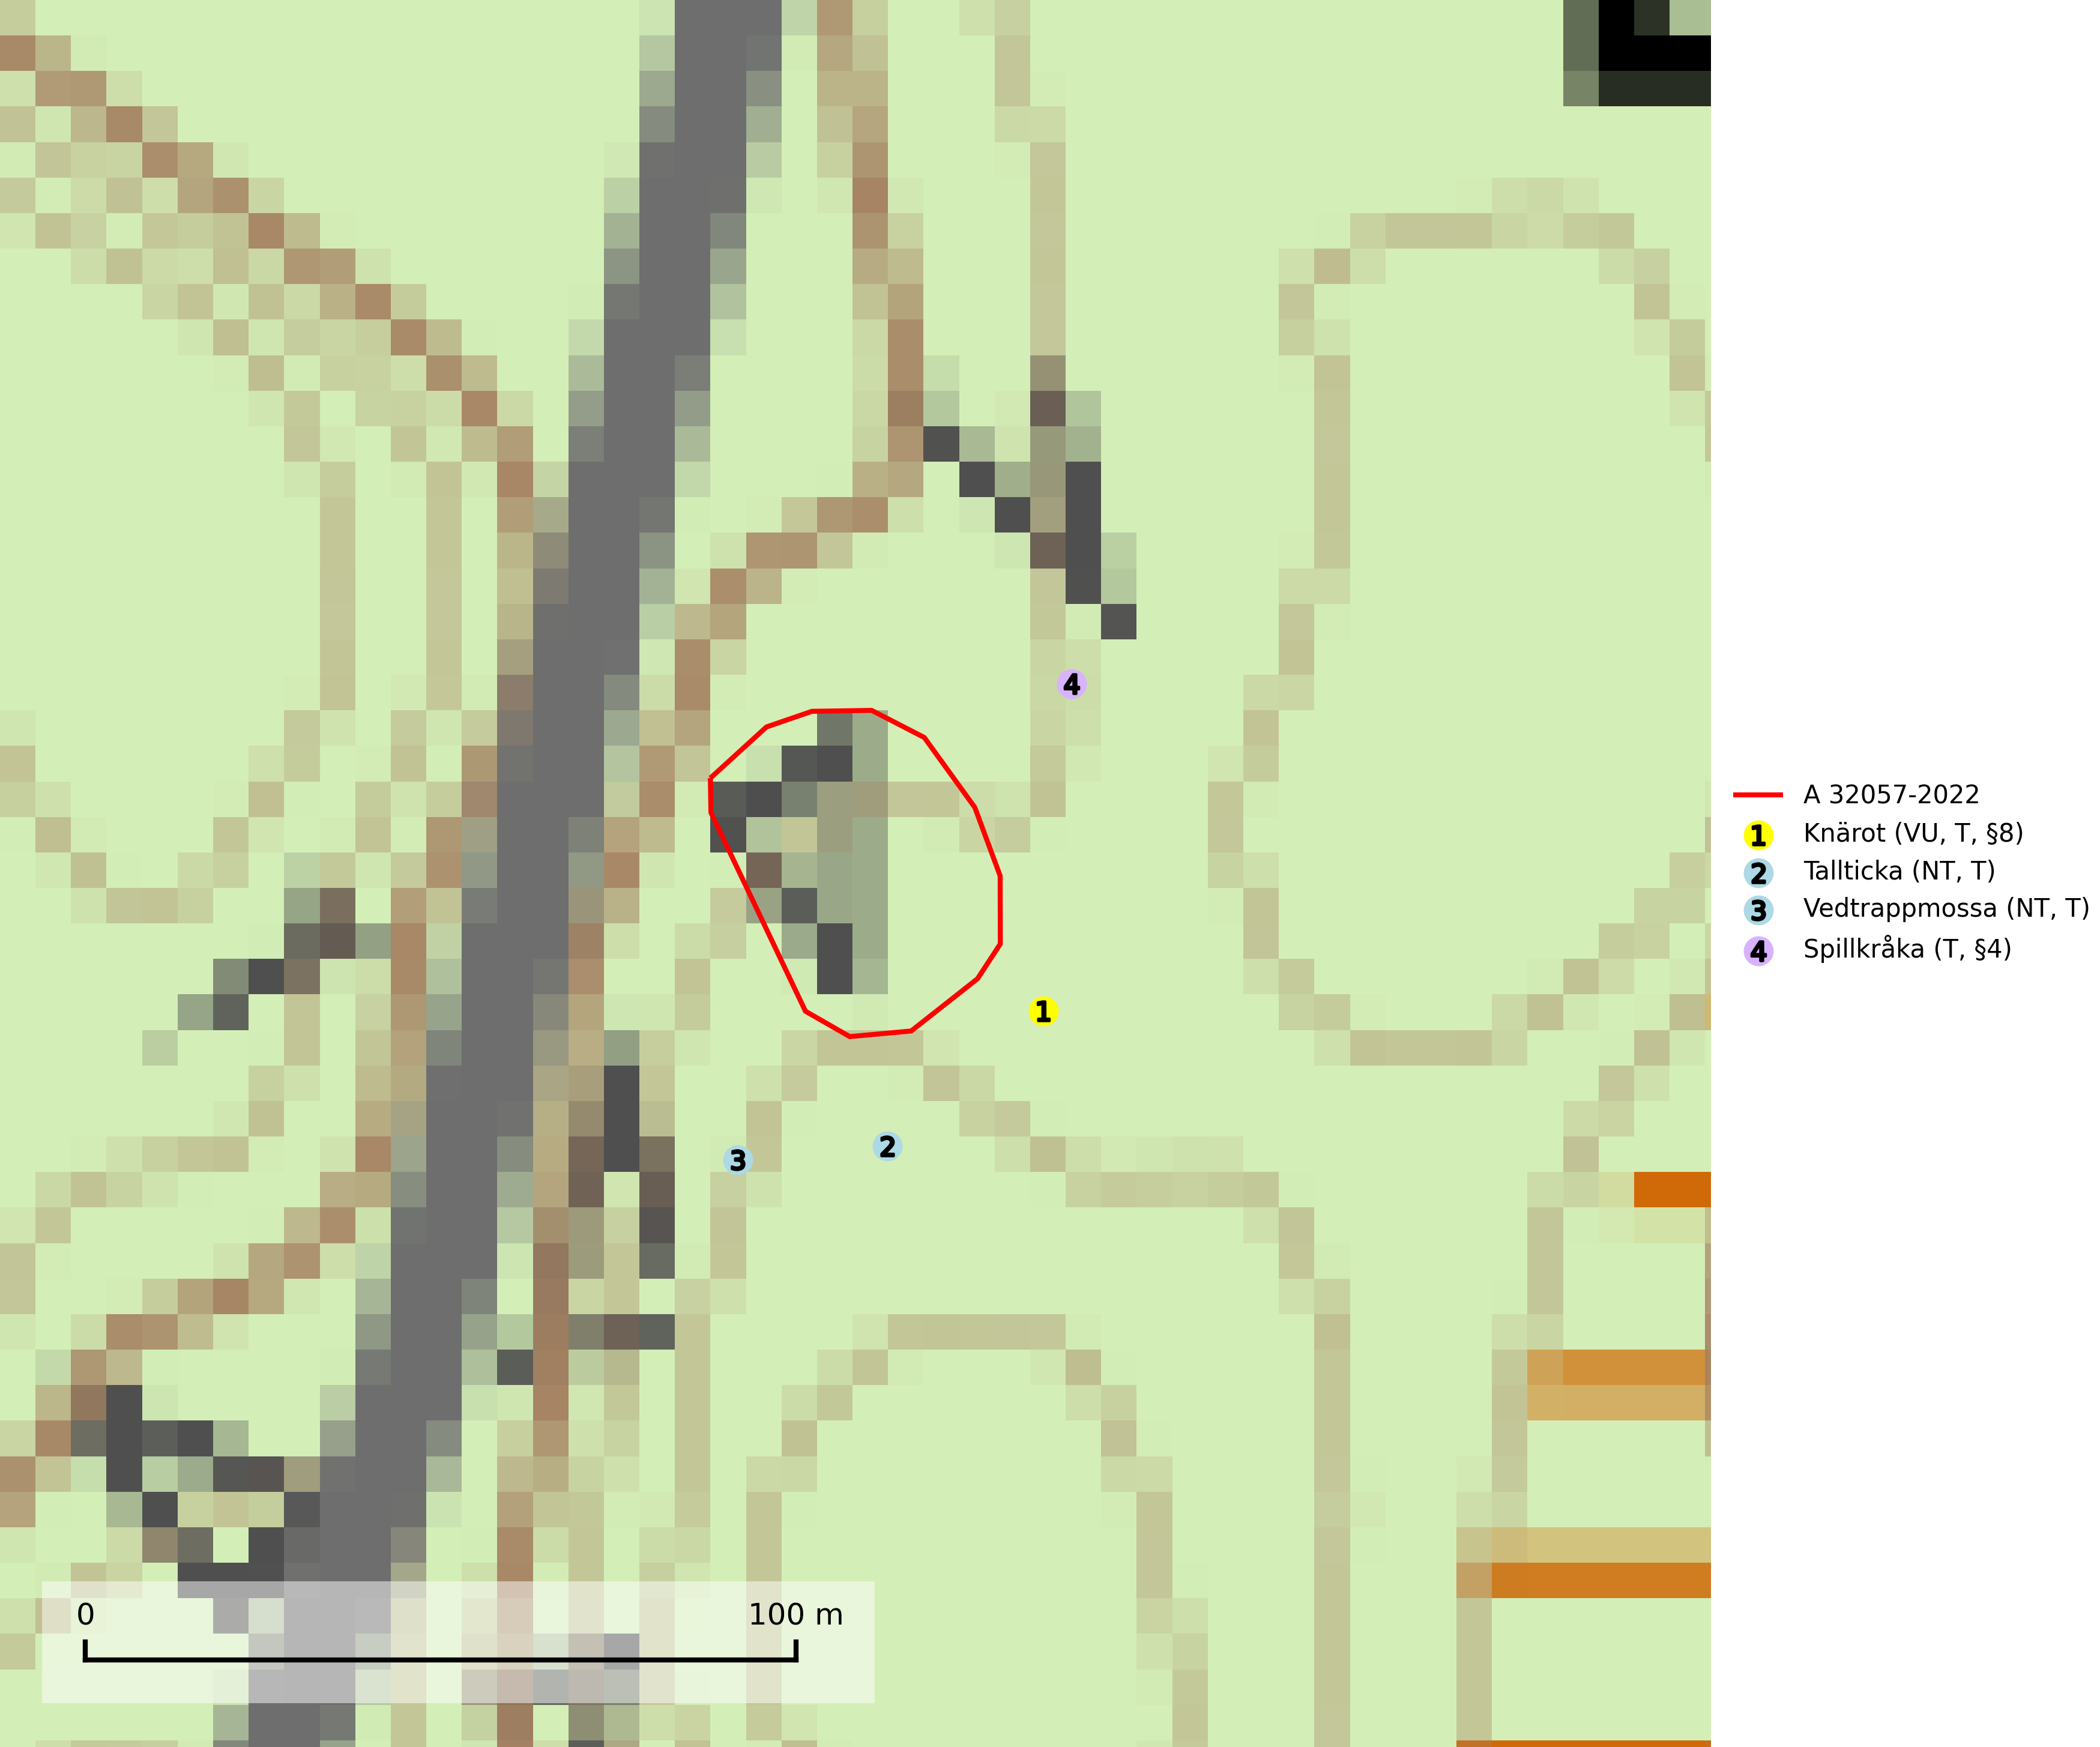 4
1
2
3
0 100 m
A 32057-2022
1 Knärot (VU, T, §8)
2 Tallticka (NT, T)
3 Vedtrappmossa (NT, T)
4 Spillkråka (T, §4)